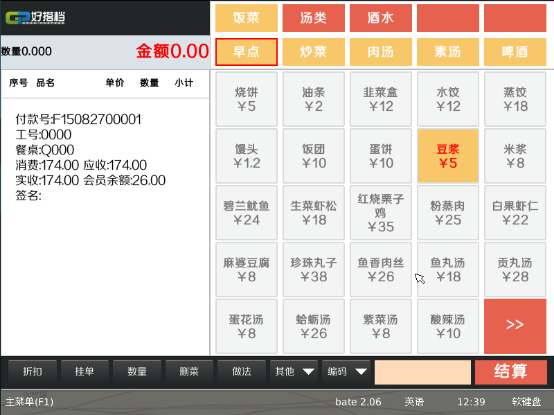 好搭档
饭菜 汤类 酒水
数量0.000 金额0.00
早点 炒菜 肉汤 素汤 啤酒
序号 品名 单价 数量 小计
付款号:F15082700001
工号:0000
餐桌:Q000
消费:174.00 应收:174.00
实收:174.00 会员余额:26.00
签名:
烧饼 油条 韭菜盒 水饺 蒸饺
¥5 ¥2 ¥12 ¥12 ¥18
馒头 饭团 蛋饼 豆浆 米浆
¥1.2 ¥10 ¥10 ¥5 ¥8
碧兰鱿鱼 生菜虾松 红烧栗子鸡 粉蒸肉 白果虾仁
¥24 ¥18 ¥35 ¥25 ¥22
麻婆豆腐 珍珠丸子 鱼香肉丝 鱼丸汤 贡丸汤
¥8 ¥38 ¥26 ¥18 ¥28
蛋花汤 蛤蛎汤 紫菜汤 酸辣汤 >>
¥8 ¥26 ¥8 ¥10
折扣 挂单 数量 删菜 做法 其他 编码 结算
主菜单(F1) bate 2.06 英语 12:39 软键盘